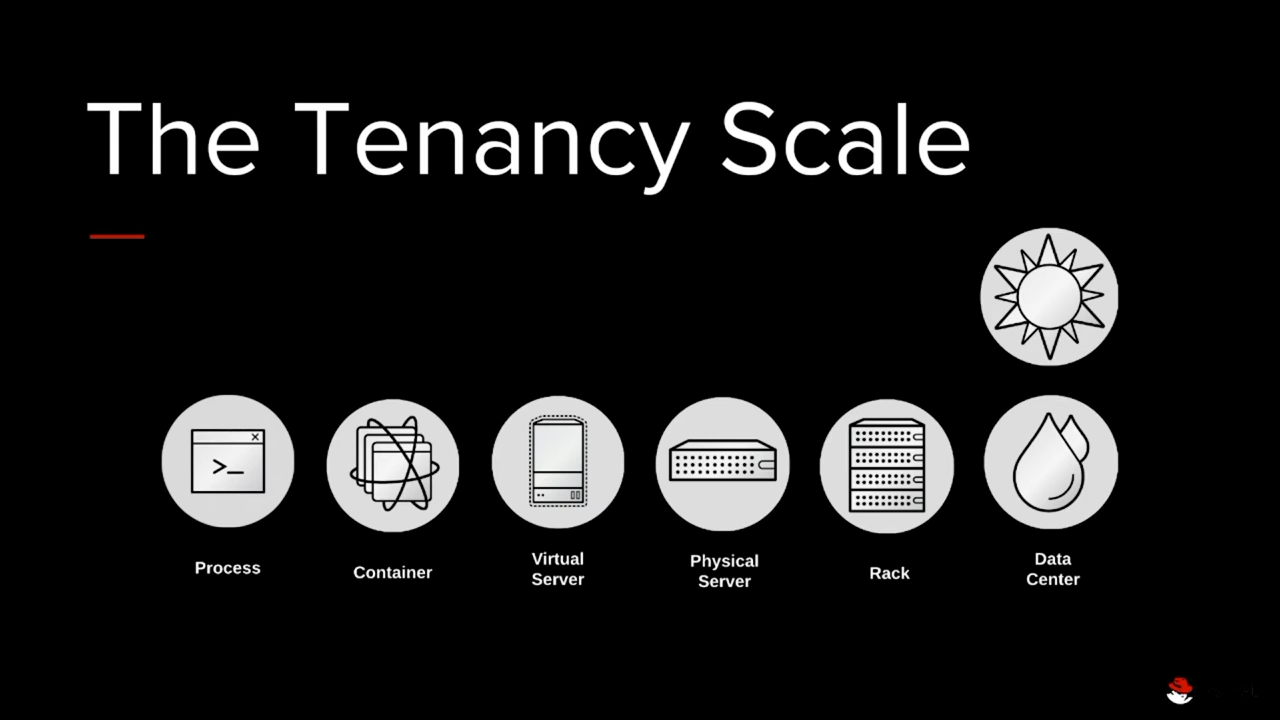 The Tenancy Scale
>_
Process
Container
Virtual
Server
Physical
Server
Rack
Data
Center